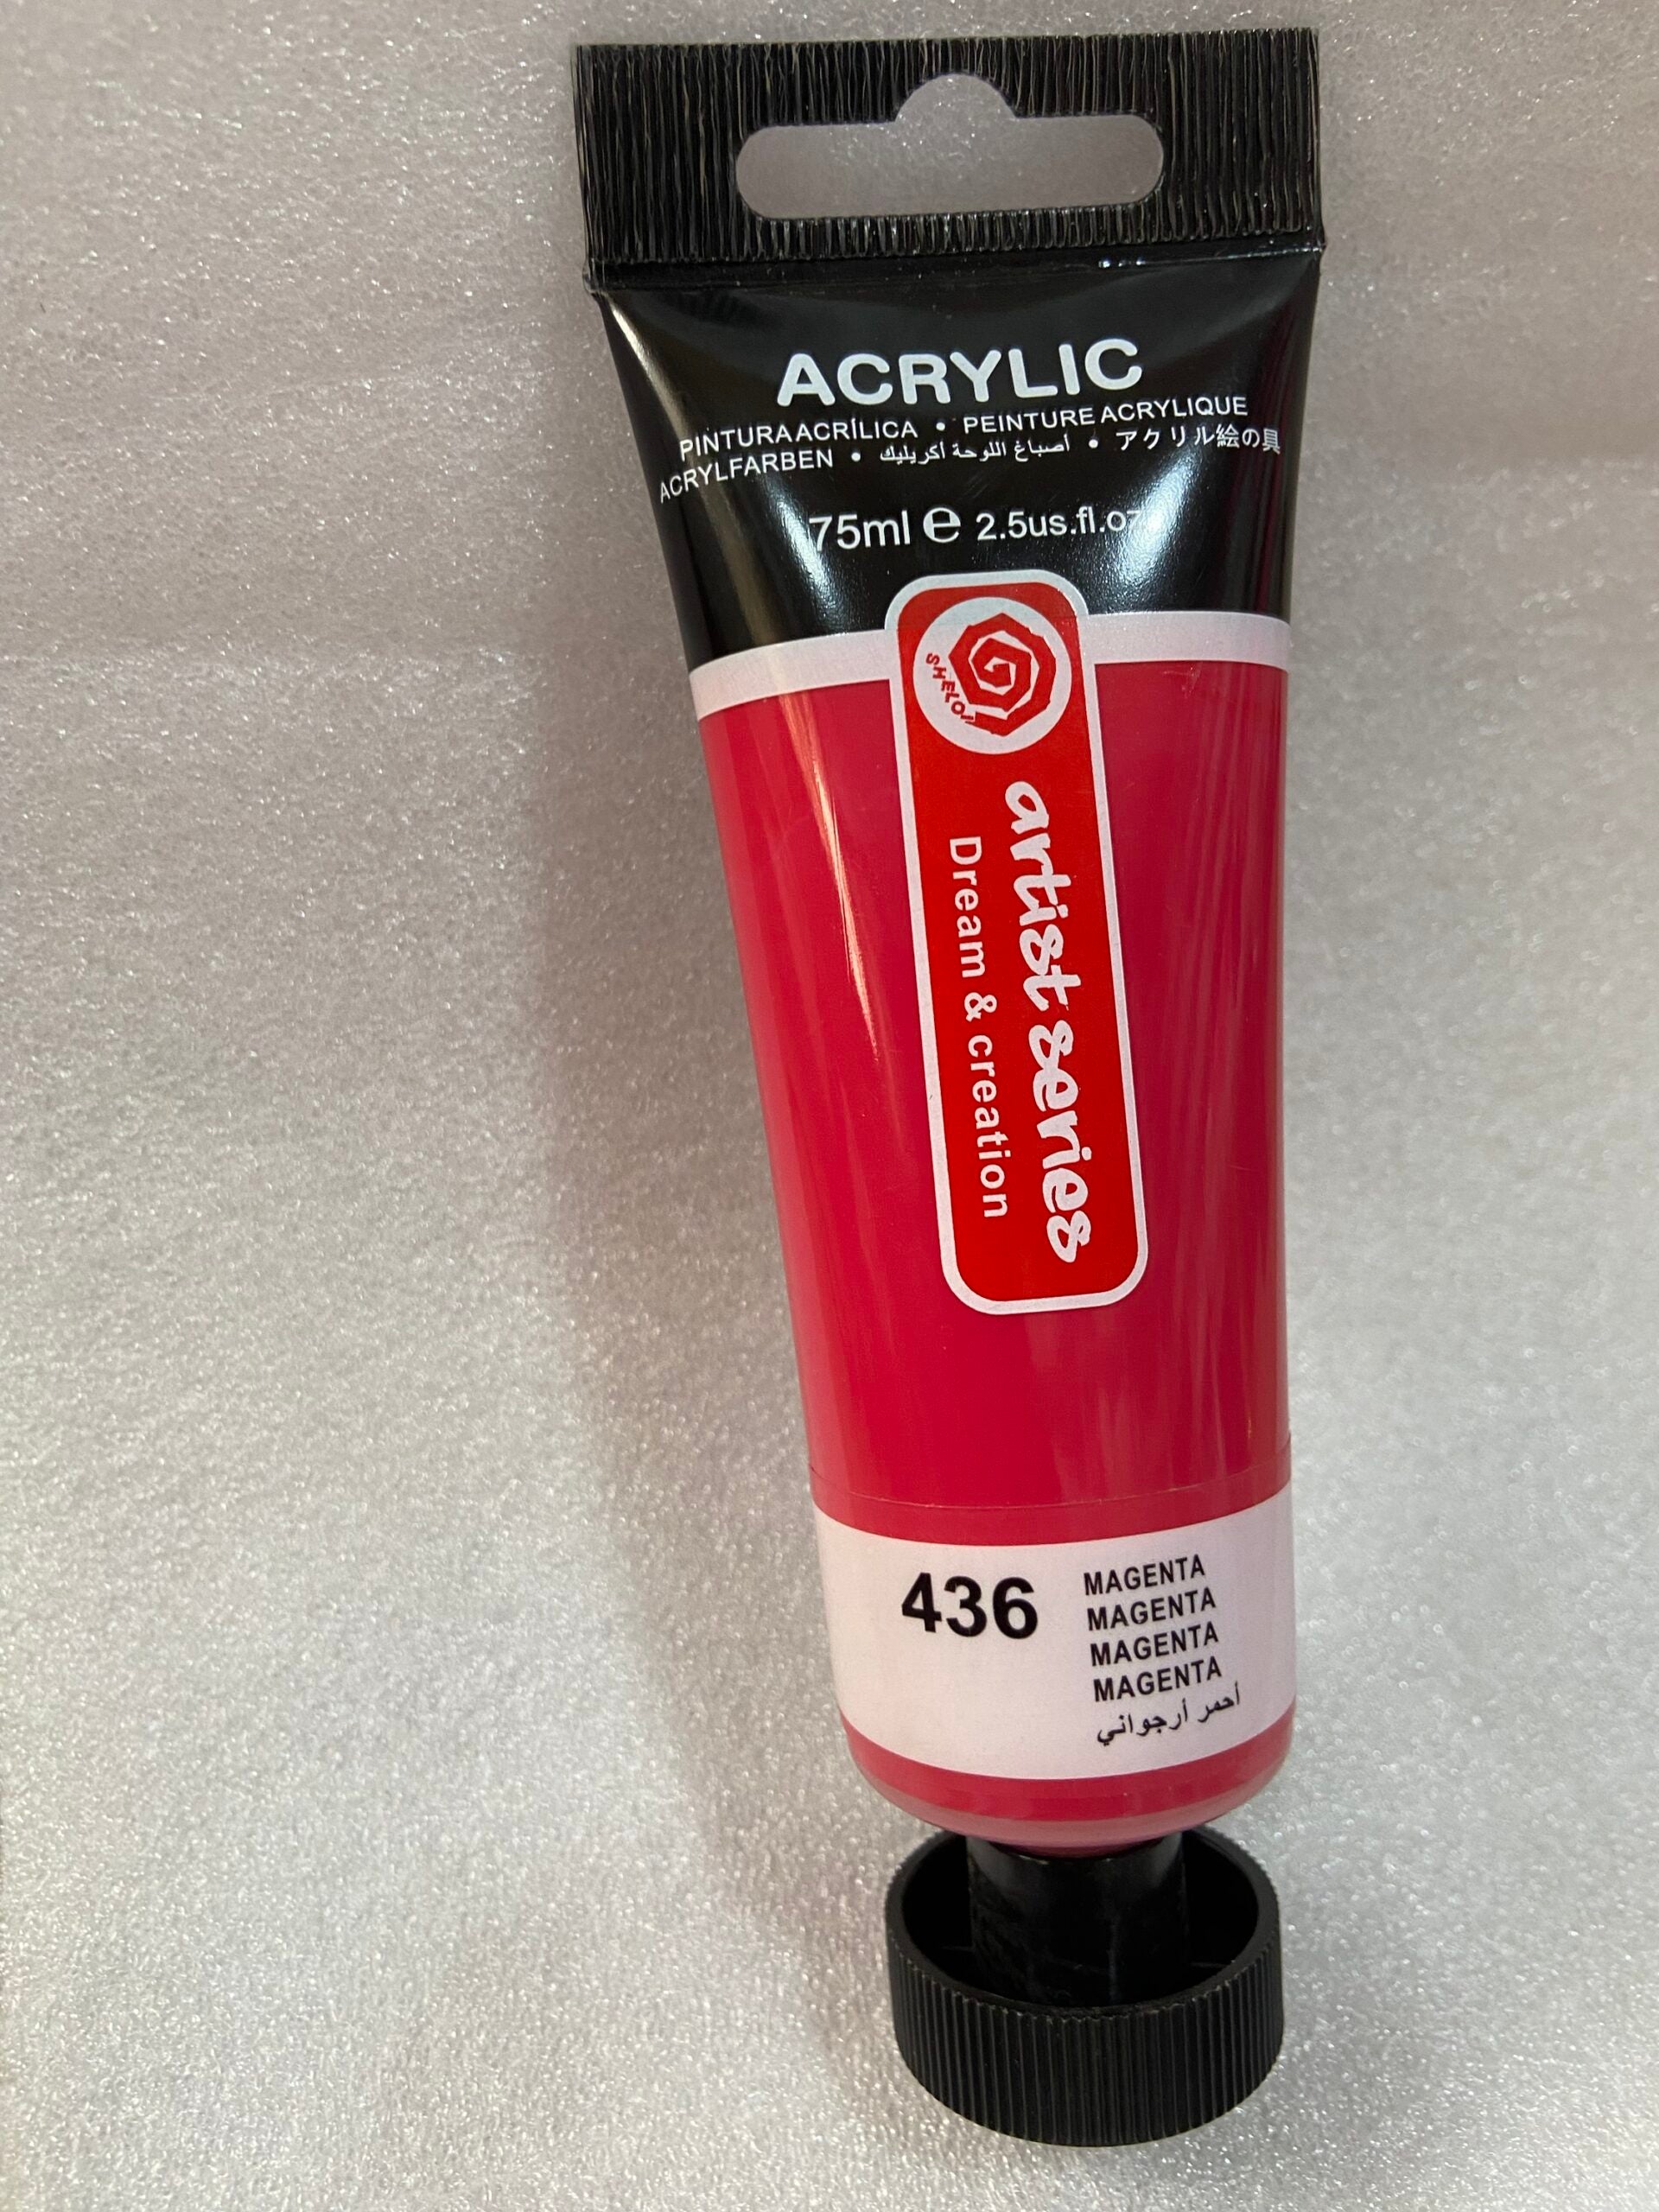 ACRYLIC
PINTURA ACRÍLICA • PEINTURE ACRYLIQUE
ACRYLFARBEN • أصباغ اللوحة أكريليك • アクリル絵の具
75ml e 2.5us.fl.oz
SHELON
artist series
Dream & creation
436
MAGENTA
MAGENTA
MAGENTA
MAGENTA
أحمر أرجواني